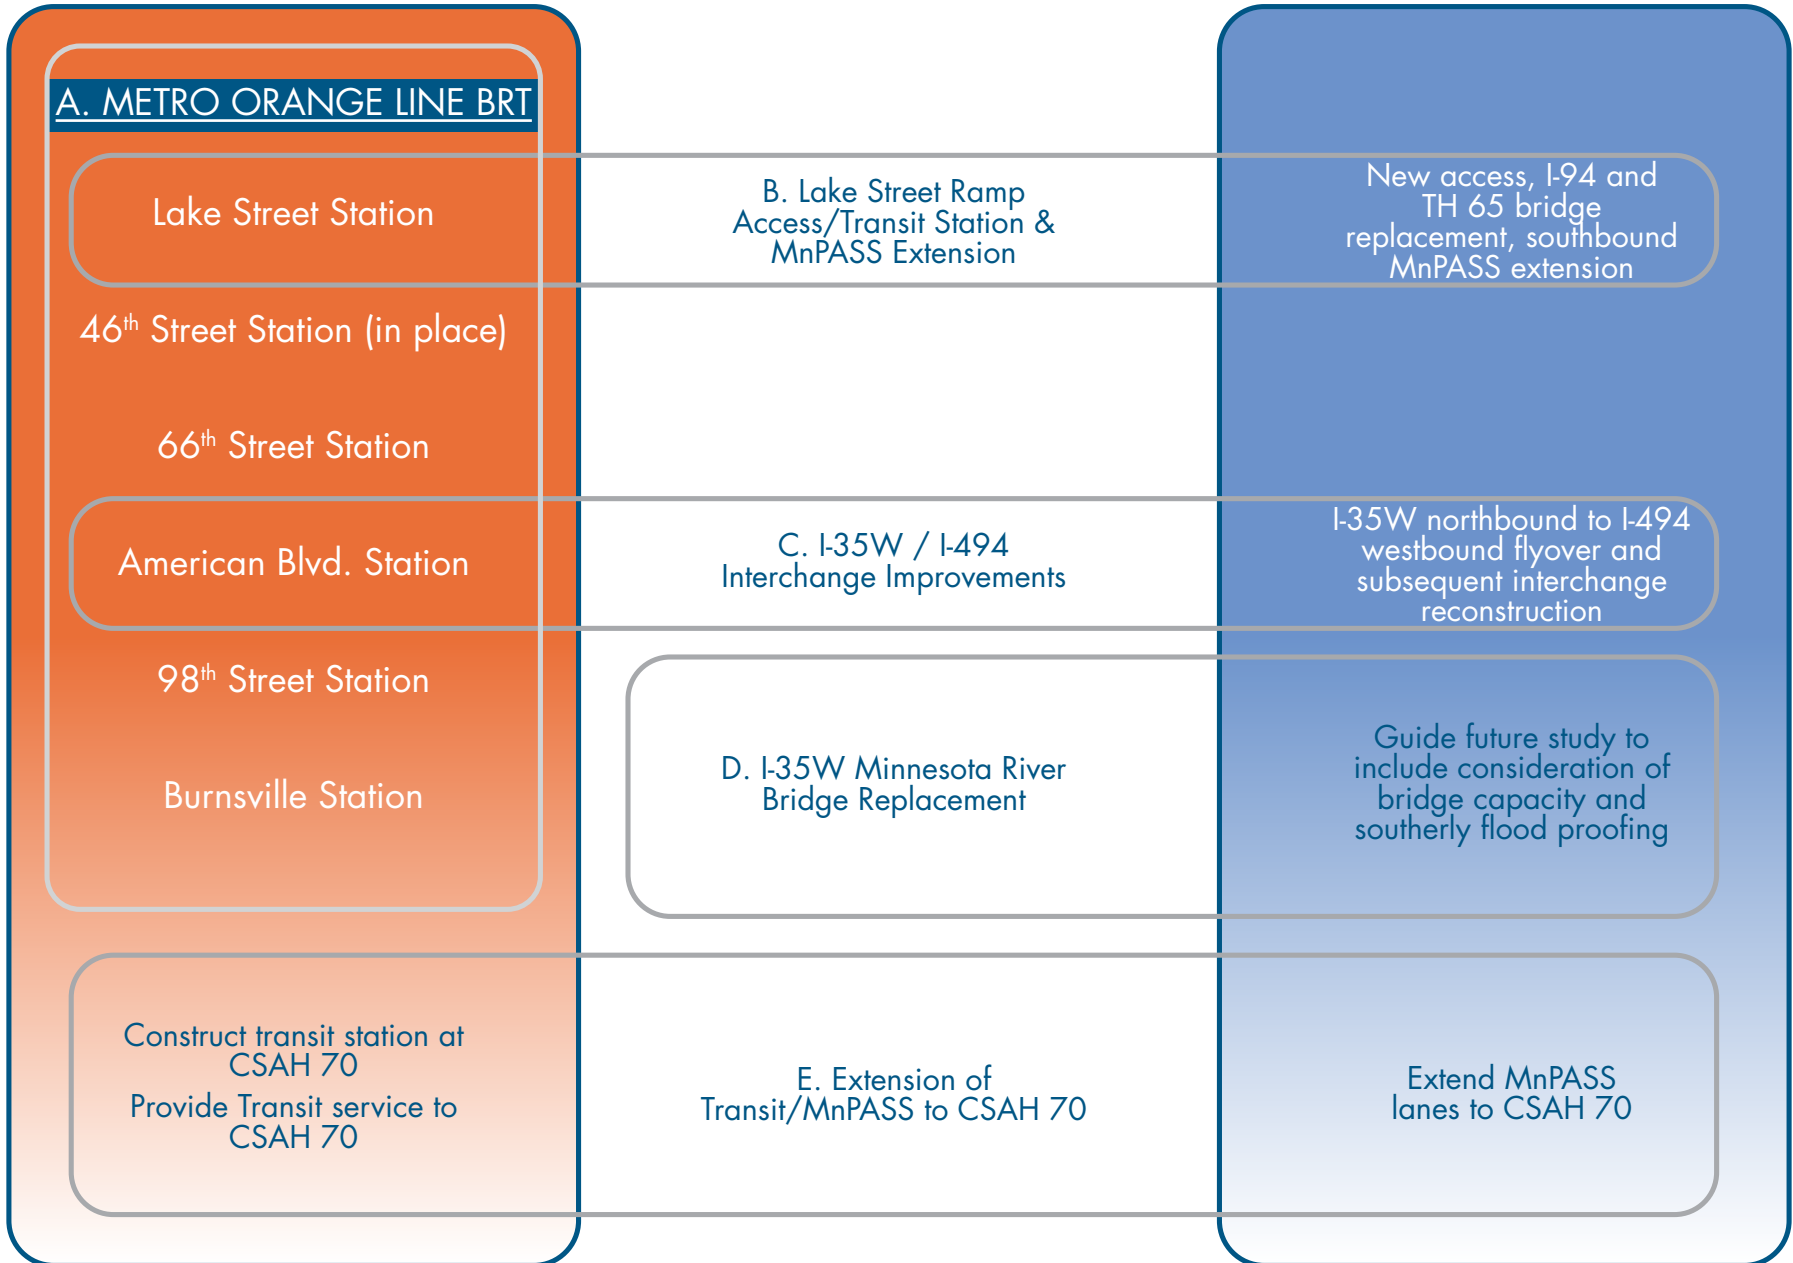 A. METRO ORANGE LINE BRT
Lake Street Station
B. Lake Street Ramp
Access/Transit Station &
MnPASS Extension
New access, I-94 and
TH 65 bridge
replacement, southbound
MnPASS extension
46th Street Station (in place)
66th Street Station
American Blvd. Station
C. I-35W / I-494
Interchange Improvements
I-35W northbound to I-494
westbound flyover and
subsequent interchange
reconstruction
98th Street Station
Burnsville Station
D. I-35W Minnesota River
Bridge Replacement
Guide future study to
include consideration of
bridge capacity and
southerly flood proofing
Construct transit station at
CSAH 70
Provide Transit service to
CSAH 70
E. Extension of
Transit/MnPASS to CSAH 70
Extend MnPASS
lanes to CSAH 70